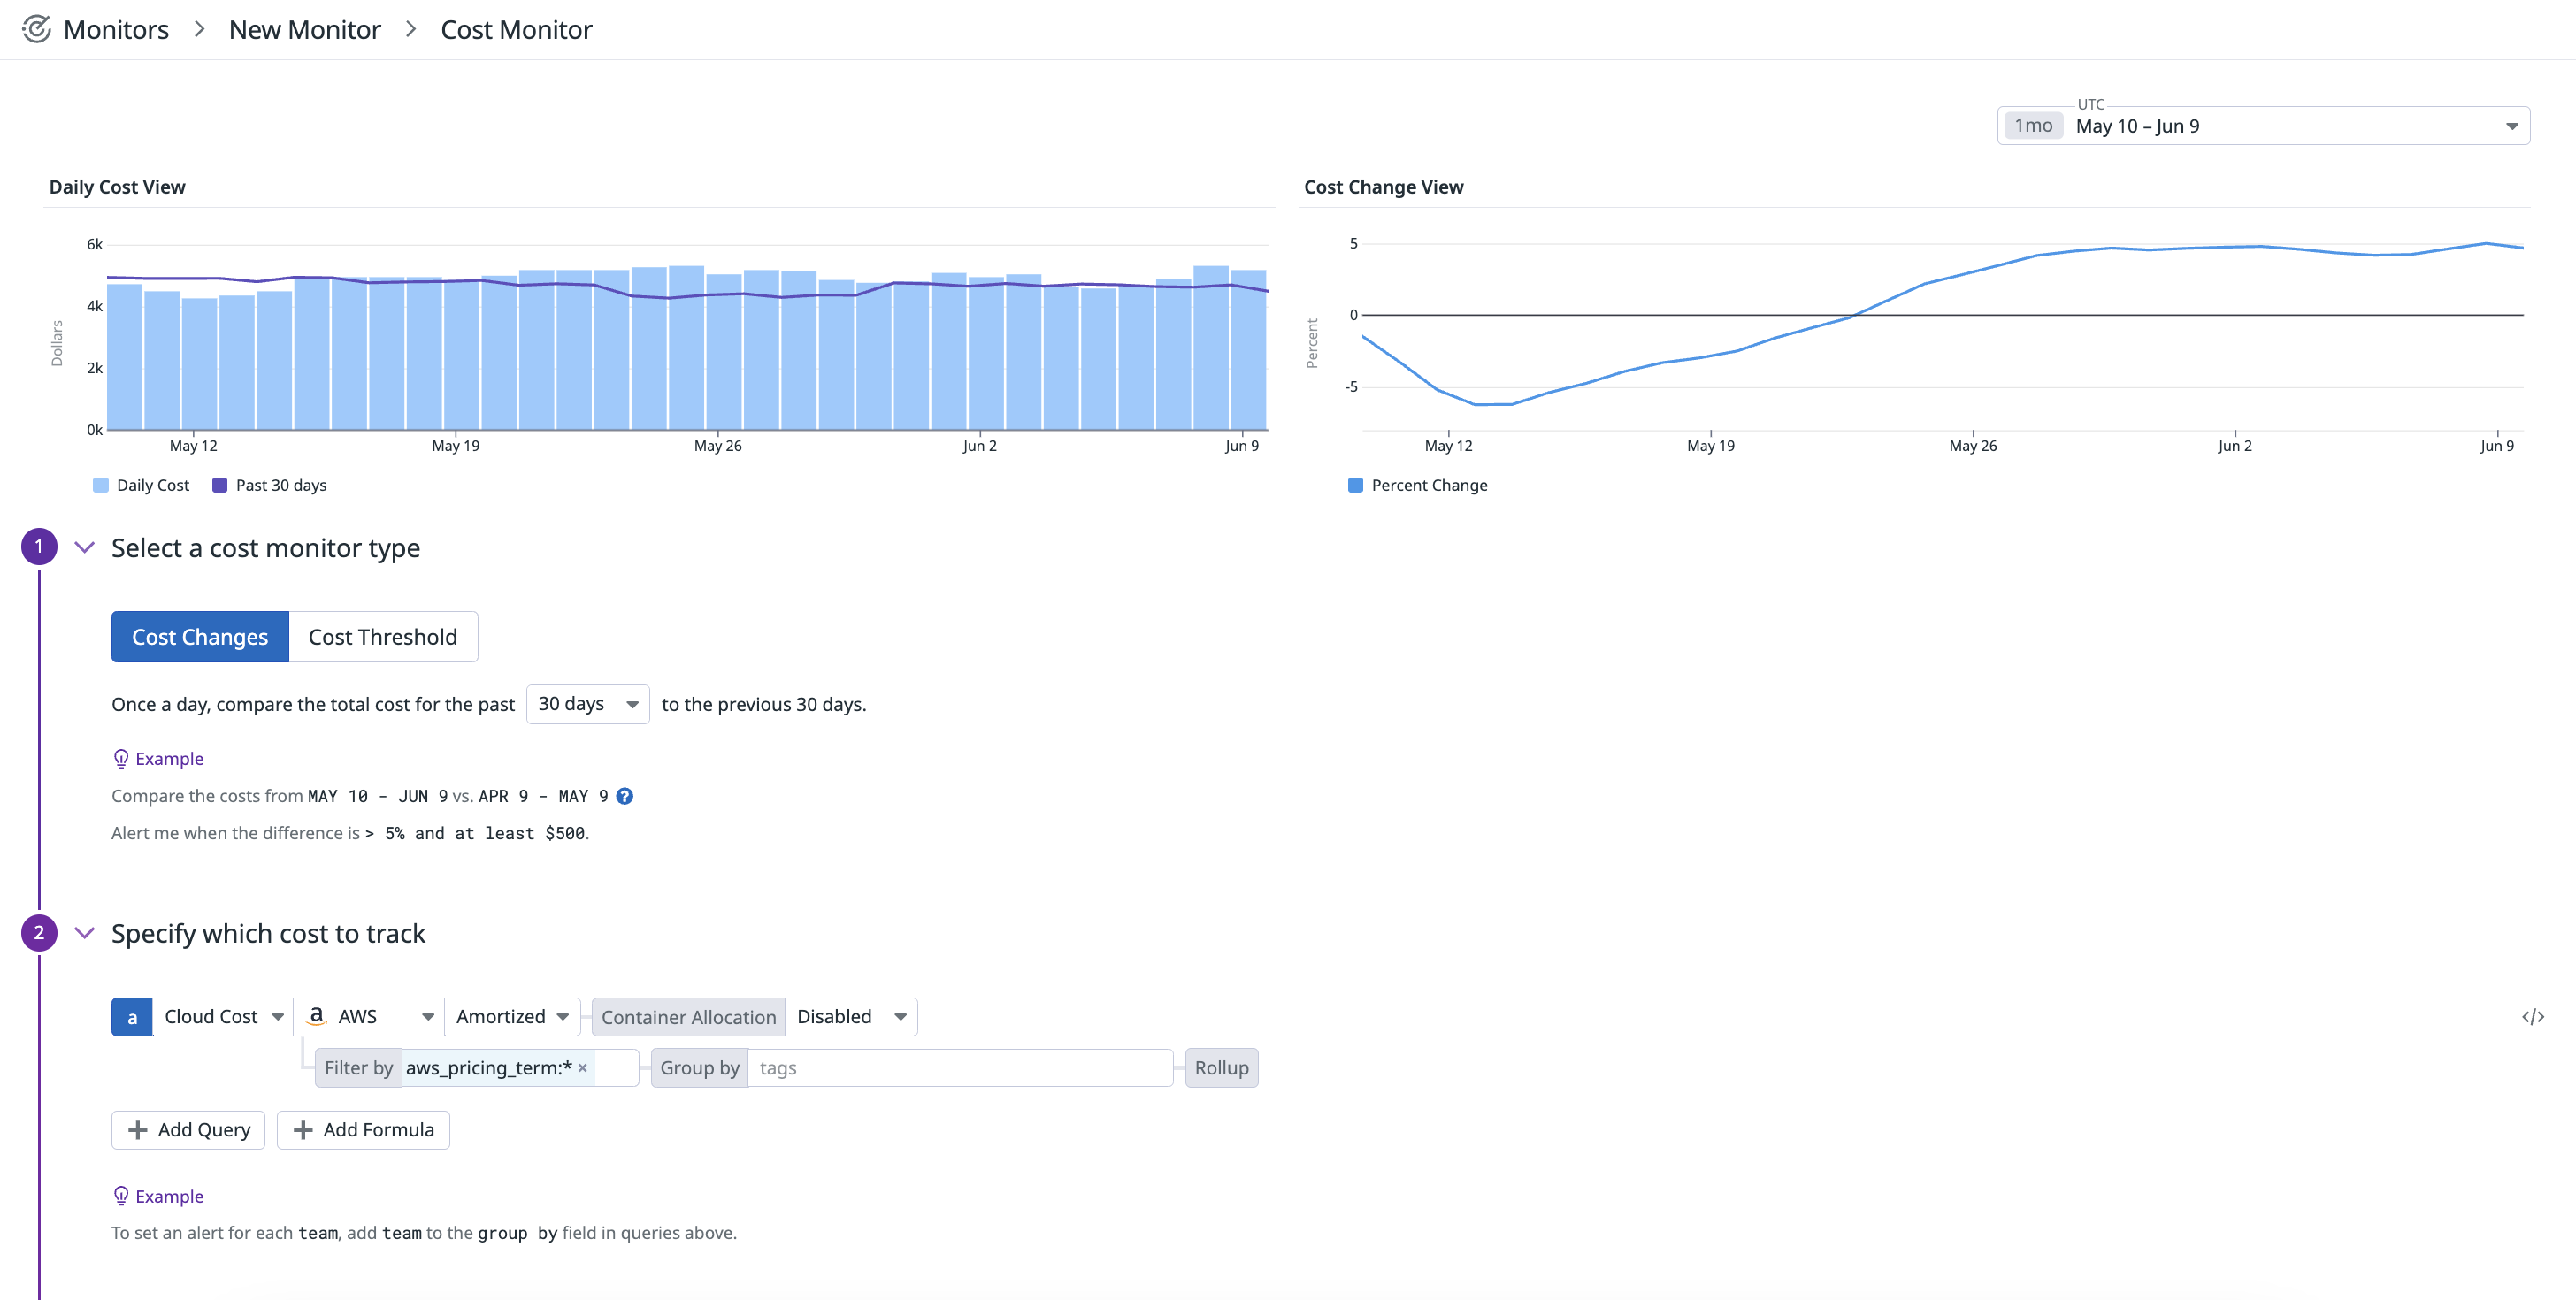 Monitors > New Monitor > Cost Monitor
UTC
1mo May 10 – Jun 9
Daily Cost View
6k
4k
2k
0k
Dollars
May 12 May 19 May 26 Jun 2 Jun 9
Daily Cost Past 30 days
Cost Change View
5
0
-5
Percent
May 12 May 19 May 26 Jun 2 Jun 9
Percent Change
1 Select a cost monitor type
Cost Changes Cost Threshold
Once a day, compare the total cost for the past 30 days to the previous 30 days.
Example
Compare the costs from MAY 10 - JUN 9 vs. APR 9 - MAY 9 ?
Alert me when the difference is > 5% and at least $500.
2 Specify which cost to track
a Cloud Cost a AWS Amortized Container Allocation Disabled </>
Filter by aws_pricing_term:* × Group by tags Rollup
+ Add Query + Add Formula
Example
To set an alert for each team, add team to the group by field in queries above.